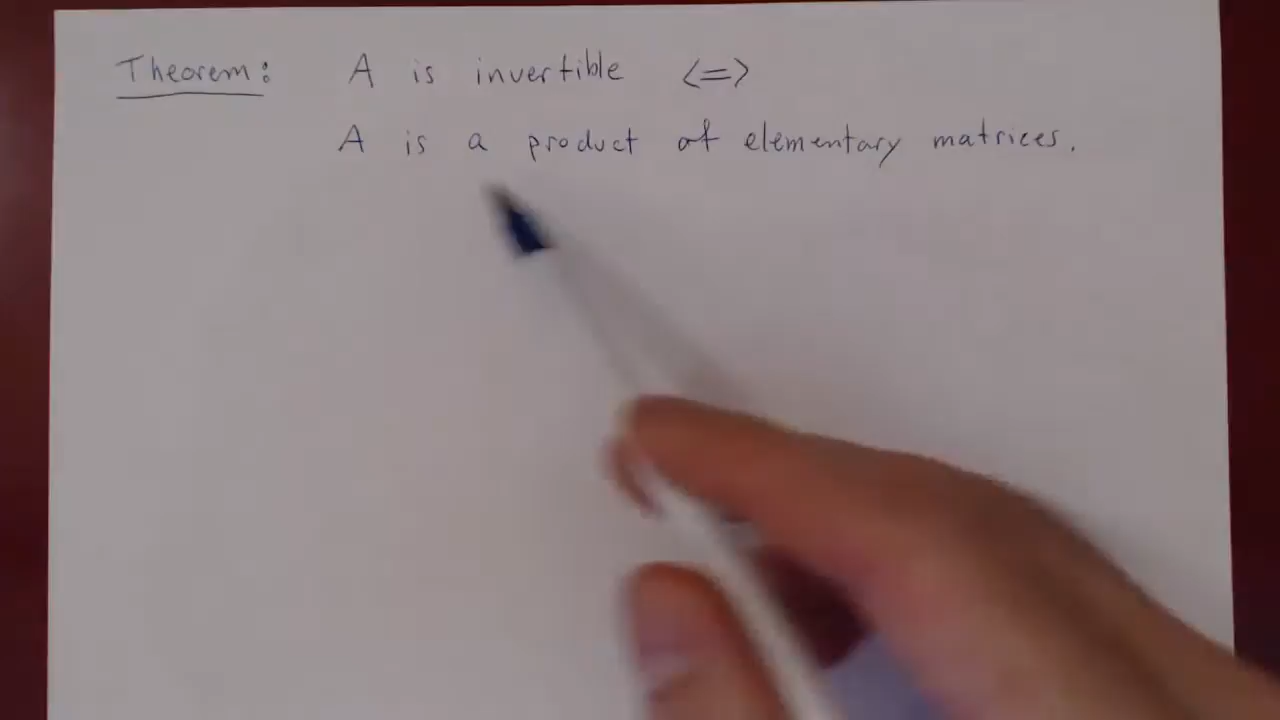 Theorem: A is invertible <=>
A is a product of elementary matrices.